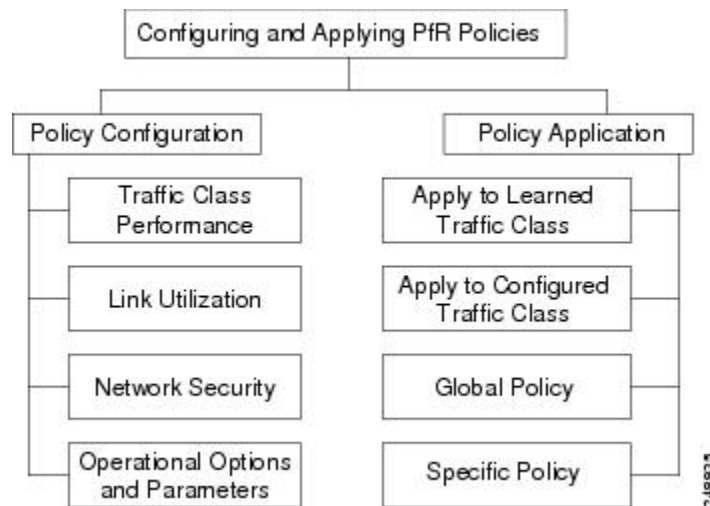 Configuring and Applying PfR Policies
Policy Configuration
Policy Application
Traffic Class
Performance
Apply to Learned
Traffic Class
Link Utilization
Apply to Configured
Traffic Class
Network Security
Global Policy
Operational Options
and Parameters
Specific Policy